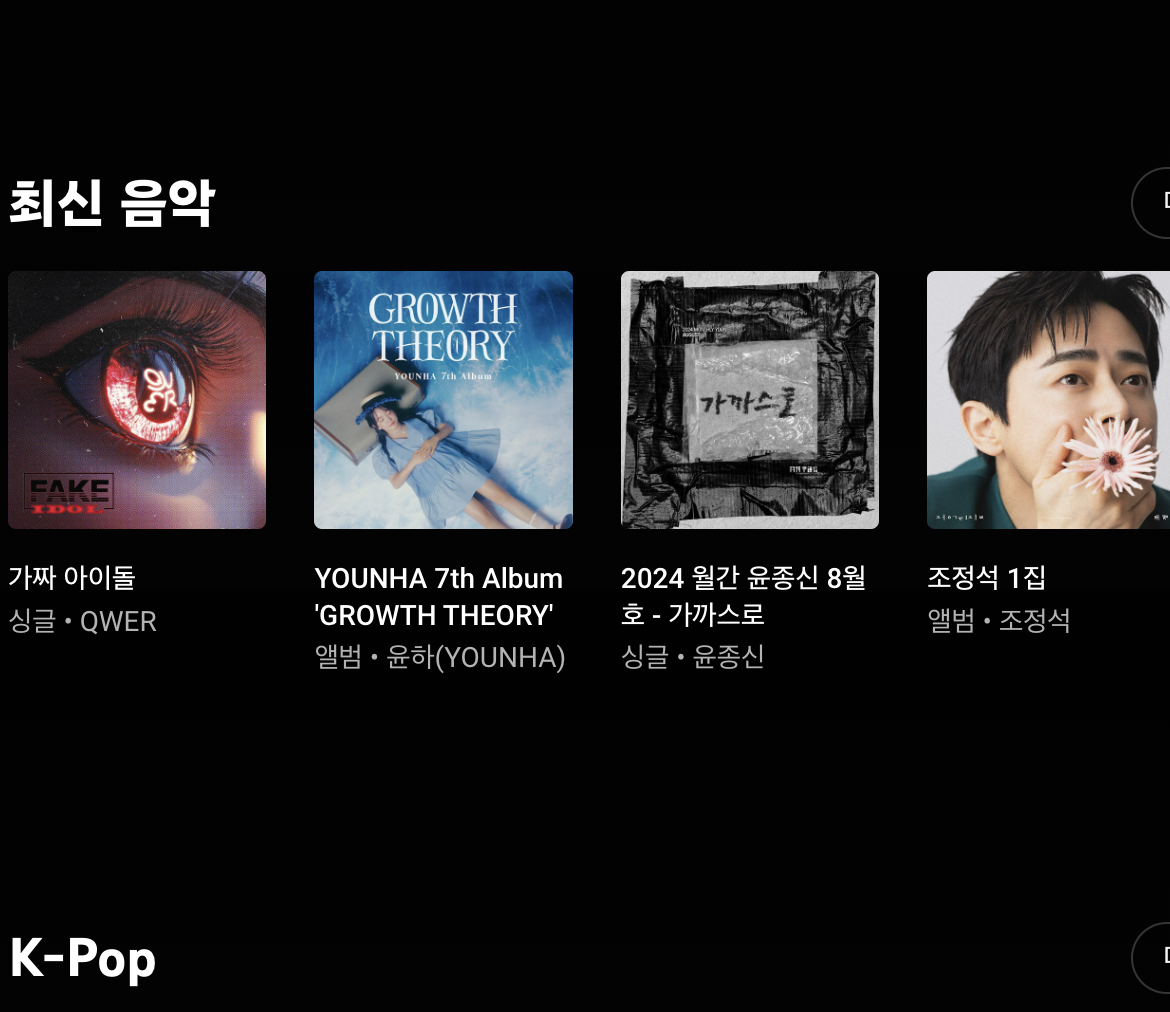 최신 음악
FAKE
IDOL
GROWTH
THEORY
YOUNHA 7th Album
가까스로
가짜 아이돌
싱글 • QWER
YOUNHA 7th Album
'GROWTH THEORY'
앨범 • 윤하(YOUNHA)
2024 월간 윤종신 8월
호 - 가까스로
싱글 • 윤종신
조정석 1집
앨범 • 조정석
K-Pop